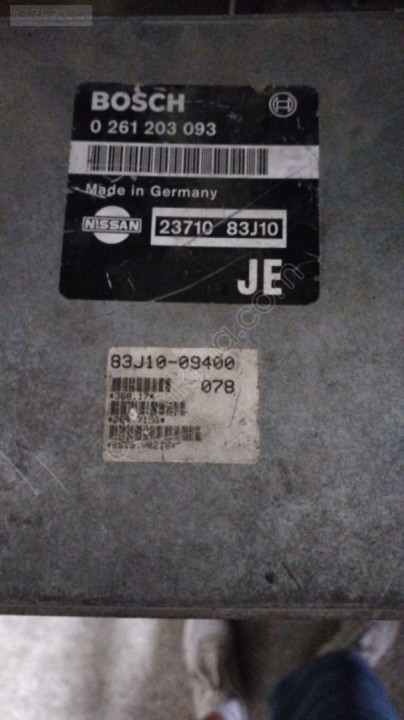 BOSCH
0 261 203 093
Made in Germany
NISSAN
23710 83J10
JE
83J10-09400
078